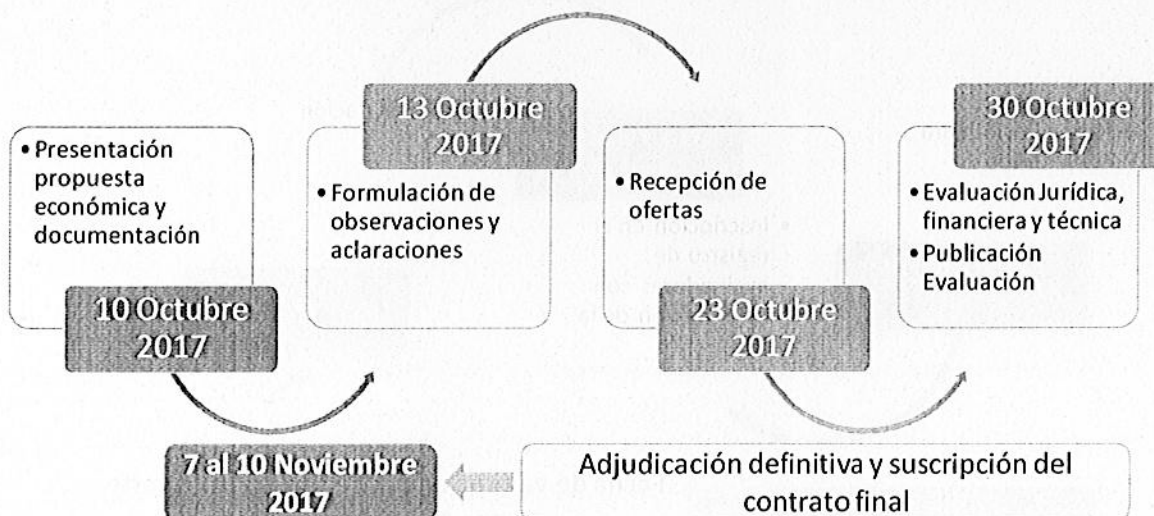 • Presentación
propuesta
económica y
documentación
10 Octubre
2017
13 Octubre
2017
• Formulación de
observaciones y
aclaraciones
• Recepción de
ofertas
23 Octubre
2017
30 Octubre
2017
• Evaluación Jurídica,
financiera y técnica
• Publicación
Evaluación
7 al 10 Noviembre
2017
Adjudicación definitiva y suscripción del
contrato final